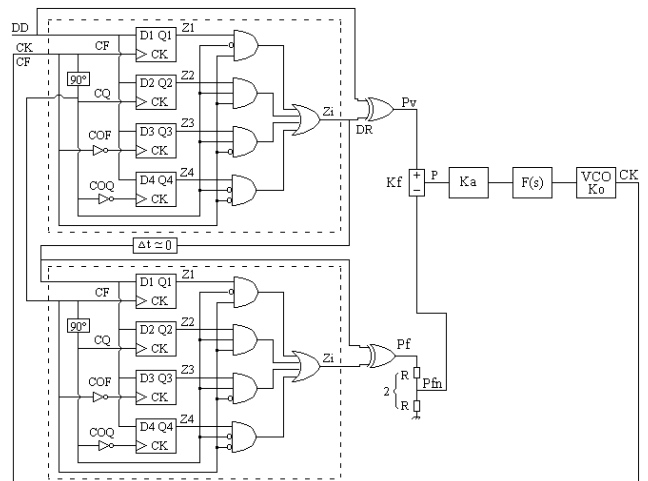 DD
CK
CF
CF
D1 Q1
CK
Z1
90°
CQ
D2 Q2
CK
Z2
COF
D3 Q3
CK
Z3
COQ
D4 Q4
CK
Z4
Zi
DR
Pv
Kf
+
−
P
Ka
F(s)
VCO
Ko
CK
Δt ≃ 0
CF
D1 Q1
CK
Z1
90°
CQ
D2 Q2
CK
Z2
COF
D3 Q3
CK
Z3
COQ
D4 Q4
CK
Z4
Zi
Pf
R
Pfn
2
R